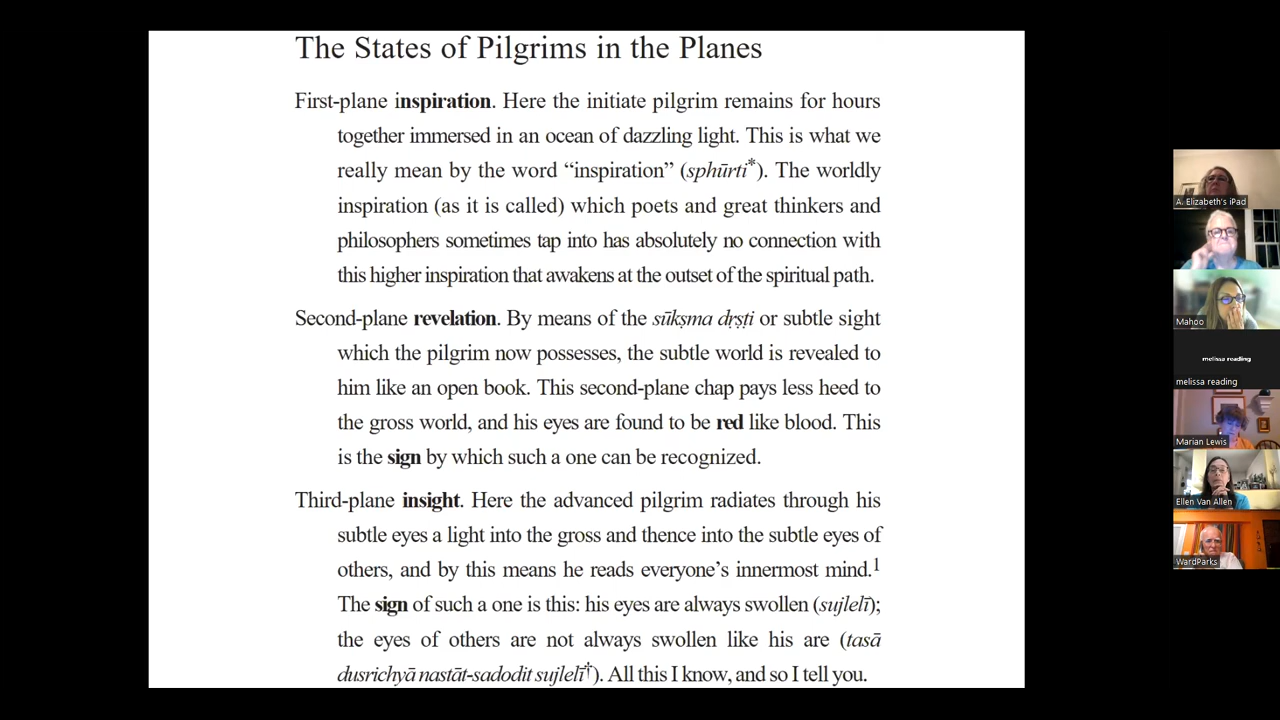 The States of Pilgrims in the Planes
First-plane inspiration. Here the initiate pilgrim remains for hours
together immersed in an ocean of dazzling light. This is what we
really mean by the word “inspiration” (sphūrti*). The worldly
inspiration (as it is called) which poets and great thinkers and
philosophers sometimes tap into has absolutely no connection with
this higher inspiration that awakens at the outset of the spiritual path.
Second-plane revelation. By means of the sūkṣma dṛṣṭi or subtle sight
which the pilgrim now possesses, the subtle world is revealed to
him like an open book. This second-plane chap pays less heed to
the gross world, and his eyes are found to be red like blood. This
is the sign by which such a one can be recognized.
Third-plane insight. Here the advanced pilgrim radiates through his
subtle eyes a light into the gross and thence into the subtle eyes of
others, and by this means he reads everyone’s innermost mind.1
The sign of such a one is this: his eyes are always swollen (sujlelī);
the eyes of others are not always swollen like his are (tasā
dusrichyā nastāt-sadodit sujlelī†). All this I know, and so I tell you.
A. Elizabeth's iPad
Mahoo
melissa reading
melissa reading
Marian Lewis
Ellen Van Allen
WardParks